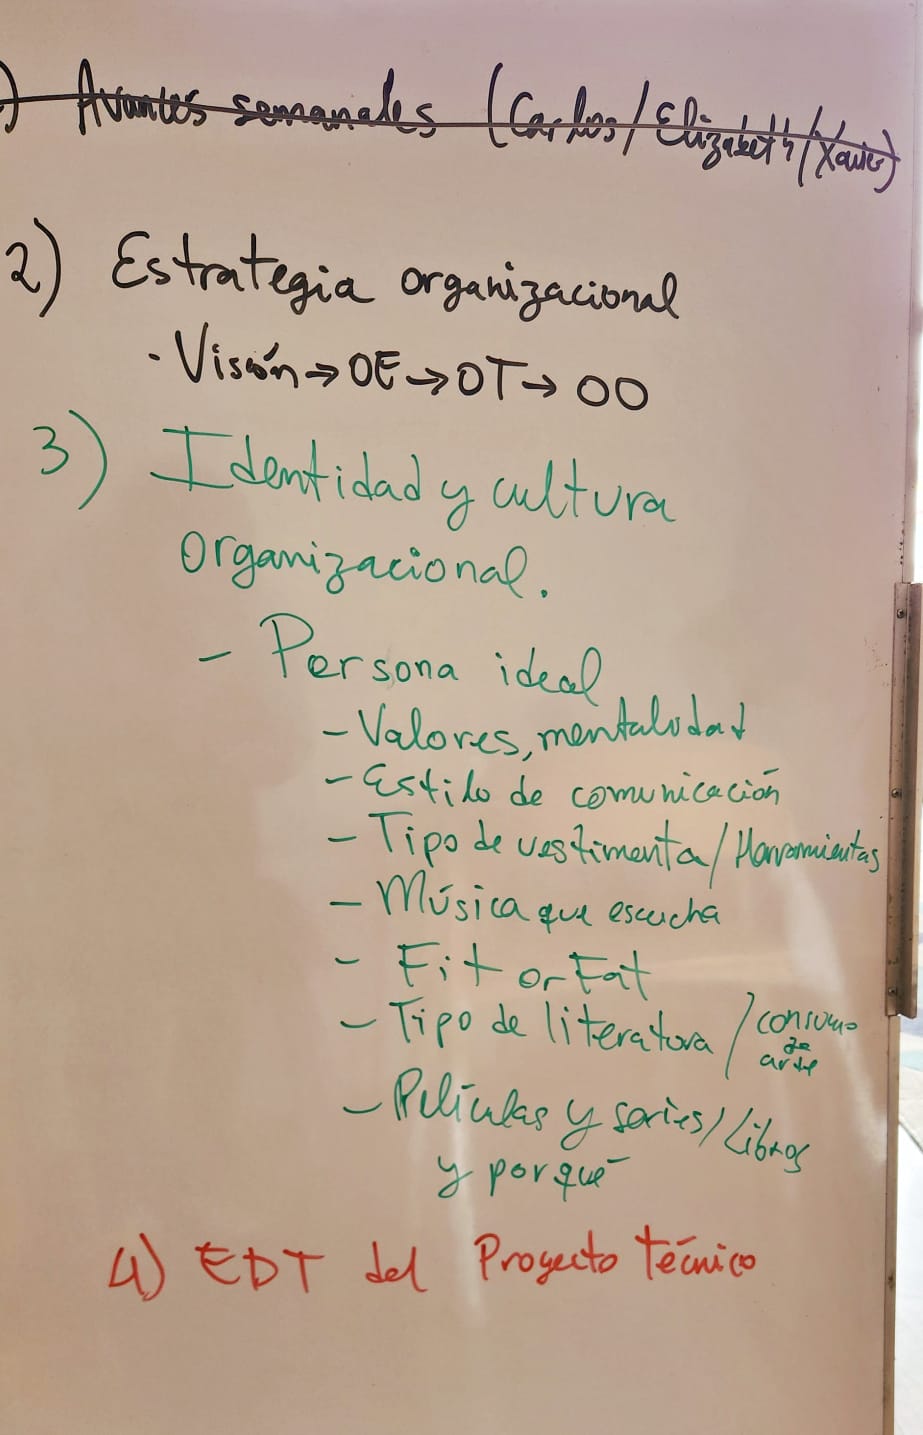 ) Avances semanales (Carlos/Elizabeth/Xavier)
2) Estrategia organizacional
· Visión → OE → OT → OO
3) Identidad y cultura
organizacional.
- Persona ideal
- Valores, mentalidad
- Estilo de comunicación
- Tipo de vestimenta / Herramientas
- Música que escucha
- Fit or Fat
- Tipo de literatura / consumo
de
arte
- Películas y series / Libros
y porqué
4) EDT del Proyecto técnico